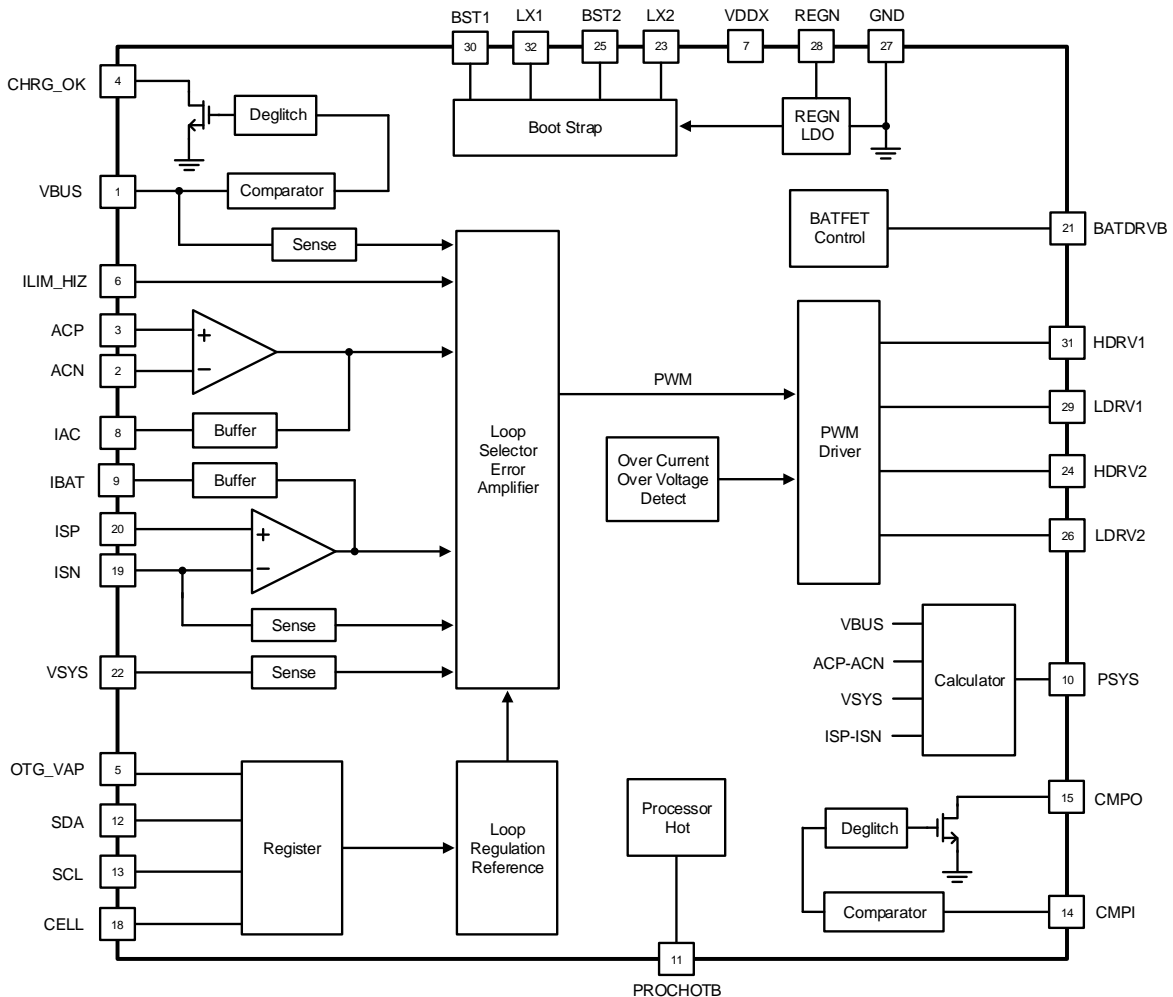 BST1 LX1 BST2 LX2 VDDX REGN GND
30 32 25 23 7 28 27
CHRG_OK 4
Deglitch
Boot Strap
REGN
LDO
VBUS 1
Comparator
Sense
BATFET
Control
21 BATDRVB
ILIM_HIZ 6
ACP 3
+
ACN 2
−
IAC 8
Buffer
IBAT 9
Buffer
ISP 20
+
ISN 19
−
Sense
VSYS 22
Sense
Loop
Selector
Error
Amplifier
PWM
Over Current
Over Voltage
Detect
PWM
Driver
31 HDRV1
29 LDRV1
24 HDRV2
26 LDRV2
VBUS
ACP-ACN
VSYS
ISP-ISN
Calculator
10 PSYS
OTG_VAP 5
SDA 12
SCL 13
CELL 18
Register
Loop
Regulation
Reference
Processor
Hot
11
PROCHOTB
Deglitch
15 CMPO
Comparator
14 CMPI